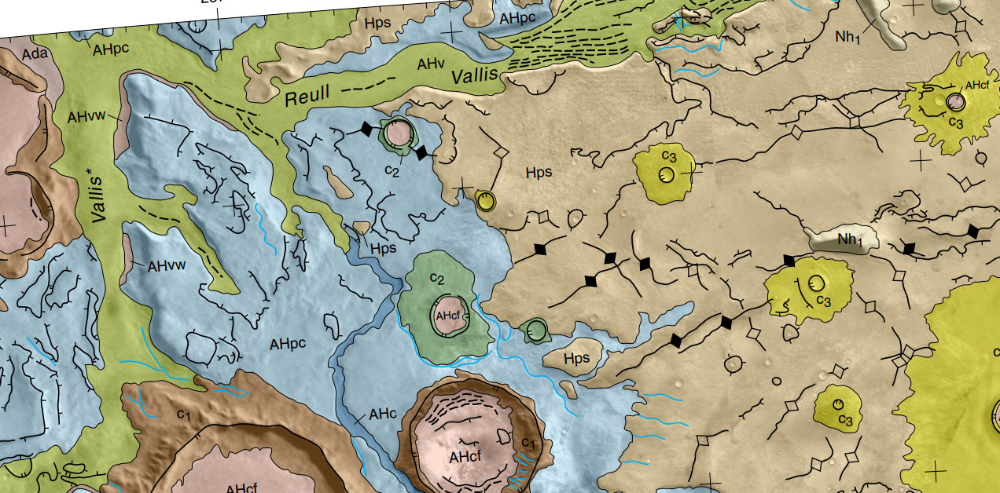 Hps
AHpc
Nh1
Ada
AHpc
AHv
Reull Vallis
AHcf
c3
AHvw
c2
c3
Hps
Vallis*
Hps
Nh1
AHvw
c2
c3
AHcf
AHpc
Hps
c
AHc
c1
c3
c1
AHcf
AHcf